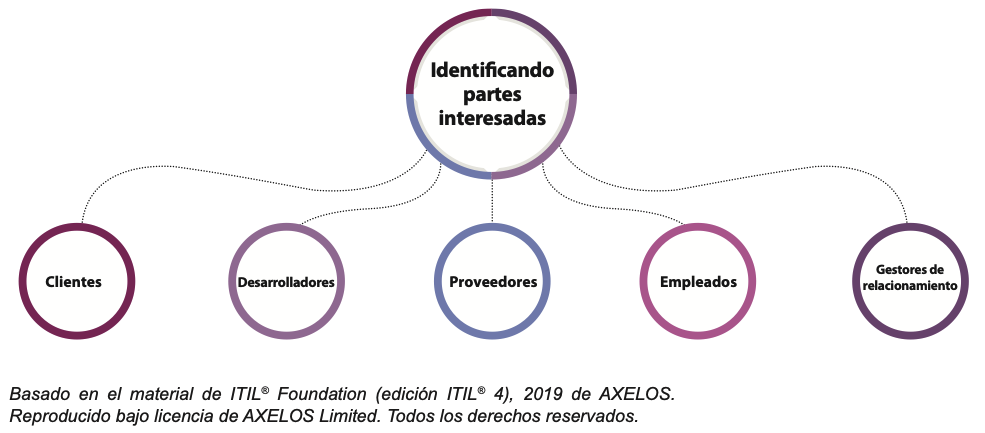 Identificando
partes
interesadas
Clientes
Desarrolladores
Proveedores
Empleados
Gestores de
relacionamiento
Basado en el material de ITIL® Foundation (edición ITIL® 4), 2019 de AXELOS.
Reproducido bajo licencia de AXELOS Limited. Todos los derechos reservados.